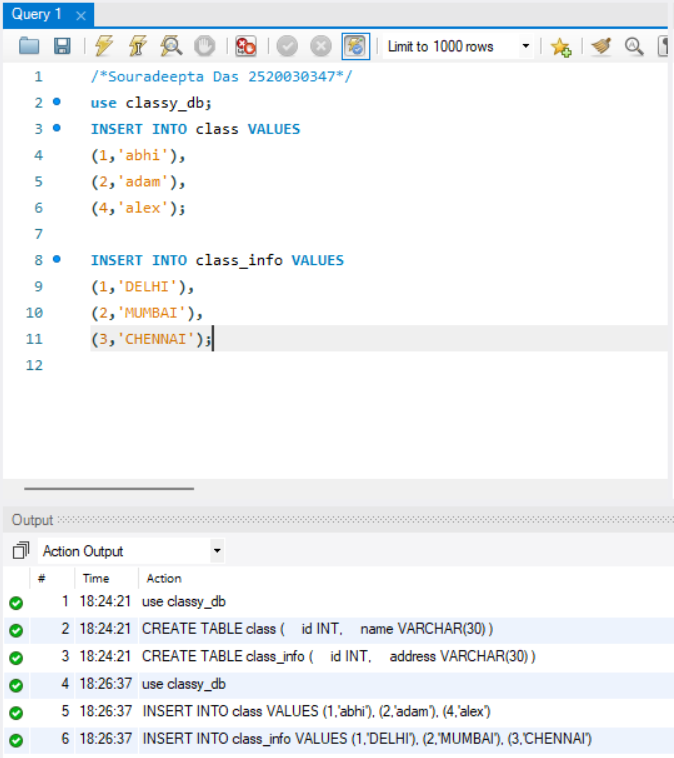 Query 1
Limit to 1000 rows
1 /*Souradeepta Das 2520030347*/
2 use classy_db;
3 INSERT INTO class VALUES
4 (1,'abhi'),
5 (2,'adam'),
6 (4,'alex');
7
8 INSERT INTO class_info VALUES
9 (1,'DELHI'),
10 (2,'MUMBAI'),
11 (3,'CHENNAI');
12
Output
Action Output
# Time Action
1 18:24:21 use classy_db
2 18:24:21 CREATE TABLE class ( id INT, name VARCHAR(30) )
3 18:24:21 CREATE TABLE class_info ( id INT, address VARCHAR(30) )
4 18:26:37 use classy_db
5 18:26:37 INSERT INTO class VALUES (1,'abhi'), (2,'adam'), (4,'alex')
6 18:26:37 INSERT INTO class_info VALUES (1,'DELHI'), (2,'MUMBAI'), (3,'CHENNAI')